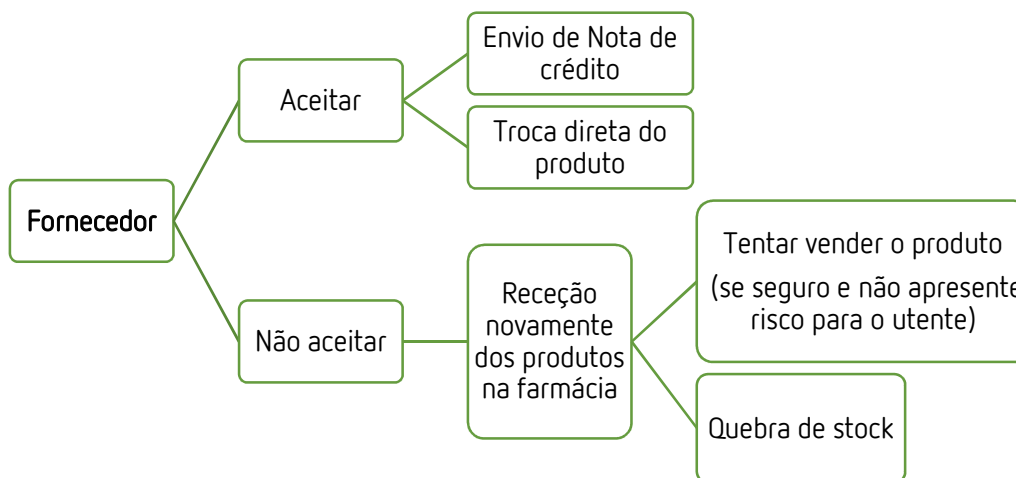 Envio de Nota de
crédito
Aceitar
Troca direta do
produto
Fornecedor
Não aceitar
Receção
novamente
dos produtos
na farmácia
Tentar vender o produto
(se seguro e não apresente
risco para o utente)
Quebra de stock